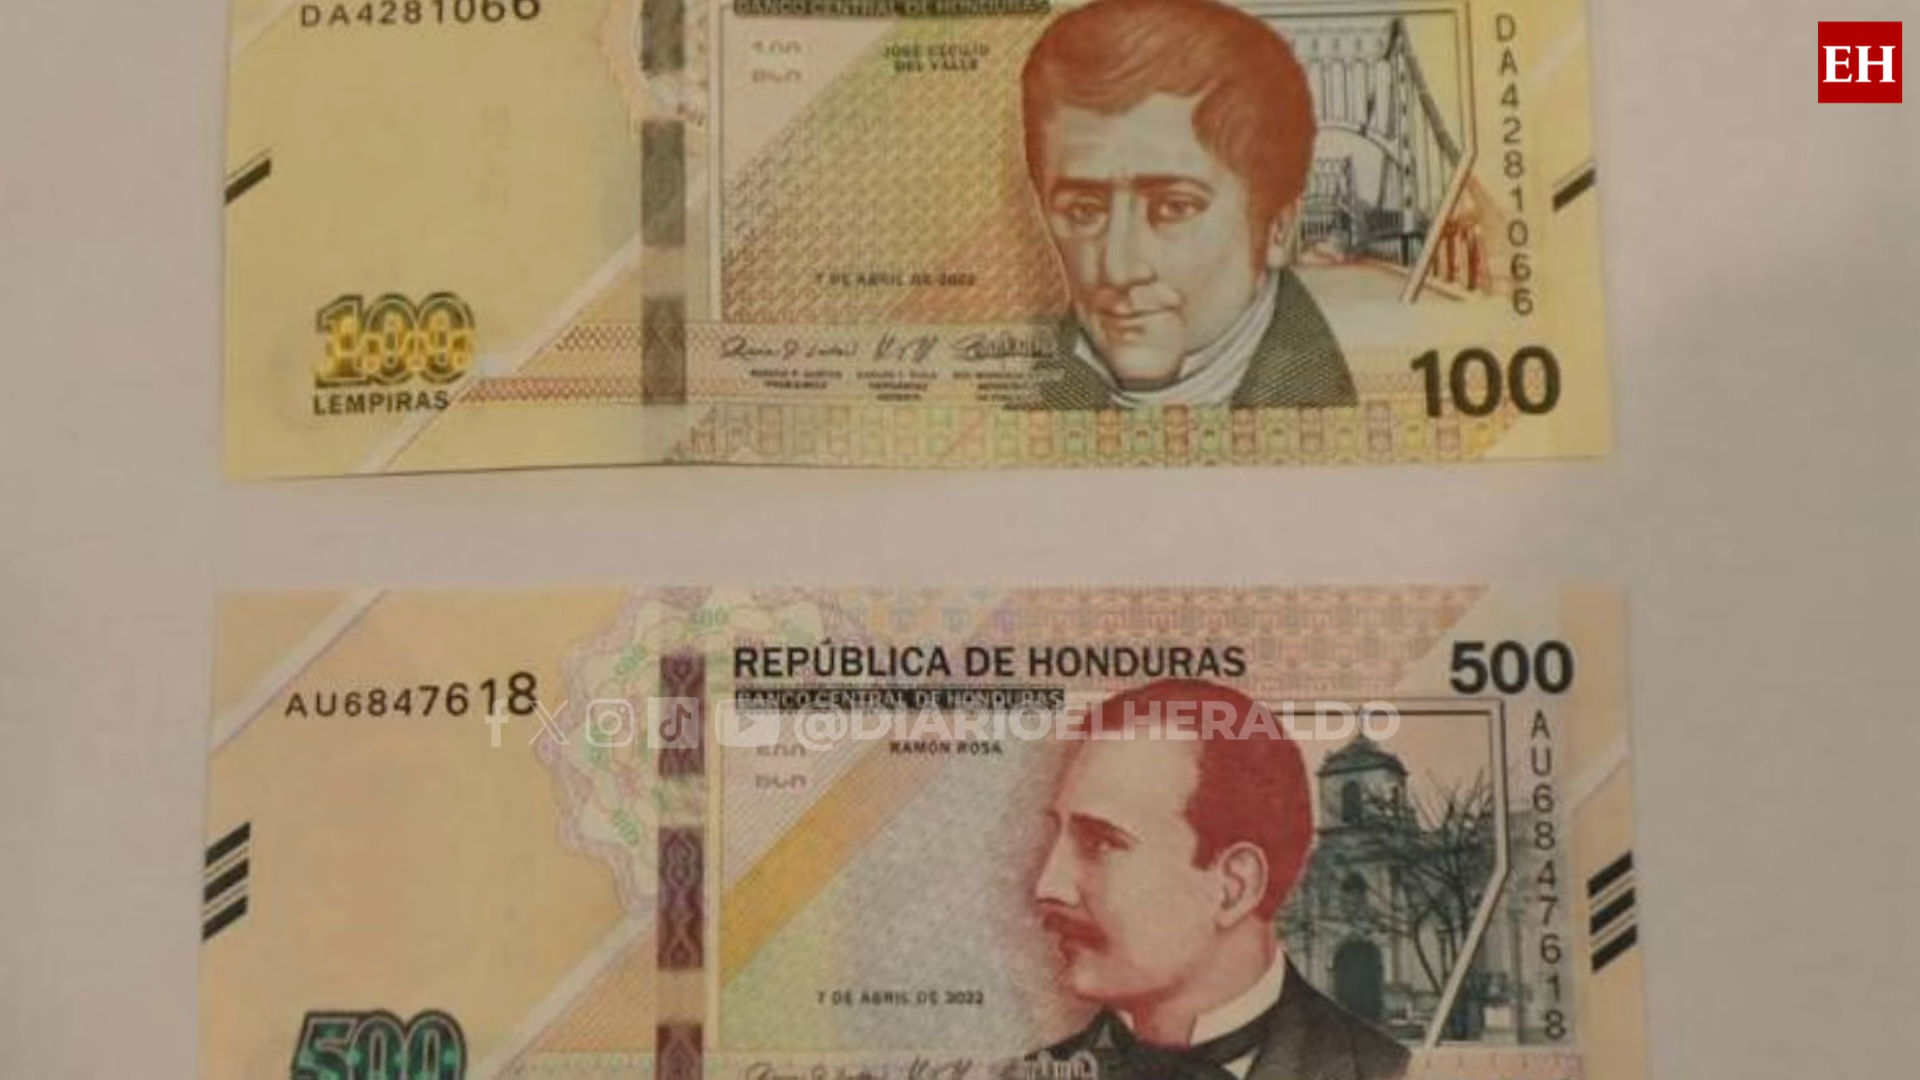 DA4281066
BANCO CENTRAL DE HONDURAS
EH
JOSÉ CECILIO
DEL VALLE
DA4281066
7 DE ABRIL DE 2022
100
LEMPIRAS
100
REPÚBLICA DE HONDURAS
500
AU6847618
BANCO CENTRAL DE HONDURAS
@DIARIOELHERALDO
RAMÓN ROSA
AU6847618
7 DE ABRIL DE 2022
500